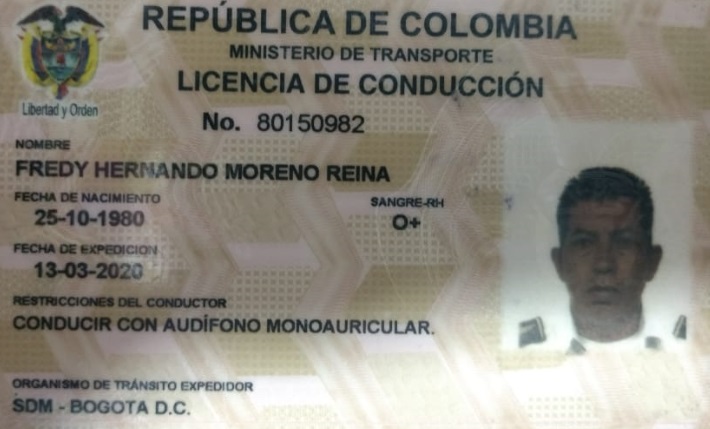 REPÚBLICA DE COLOMBIA
MINISTERIO DE TRANSPORTE
LICENCIA DE CONDUCCIÓN
Libertad y Orden
No. 80150982
NOMBRE
FREDY HERNANDO MORENO REINA
FECHA DE NACIMIENTO
25-10-1980
SANGRE-RH
O+
FECHA DE EXPEDICION
13-03-2020
RESTRICCIONES DEL CONDUCTOR
CONDUCIR CON AUDÍFONO MONOAURICULAR.
ORGANISMO DE TRÁNSITO EXPEDIDOR
SDM - BOGOTA D.C.